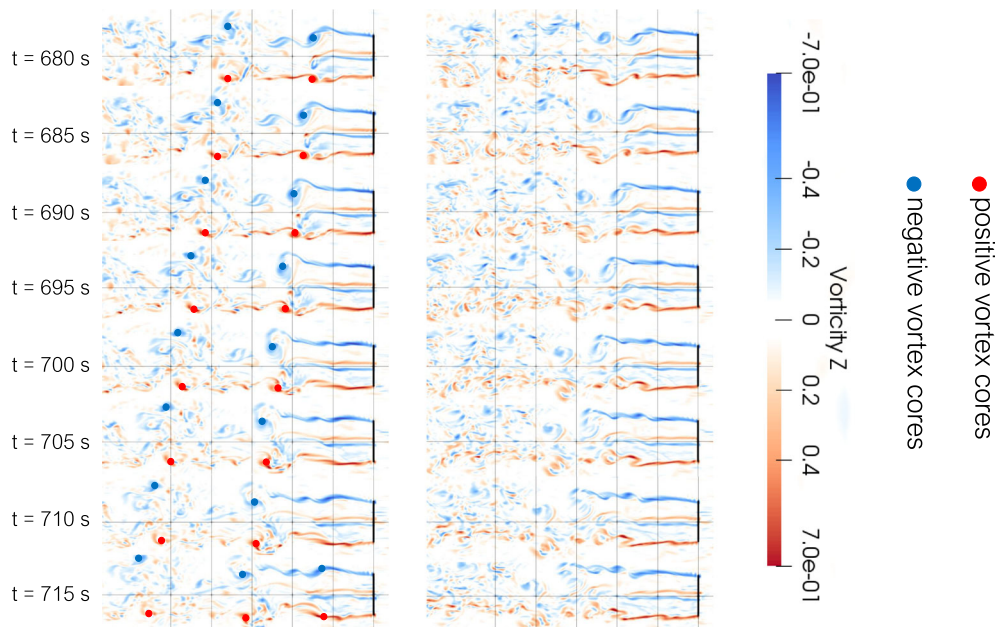 t = 680 s
t = 685 s
t = 690 s
t = 695 s
t = 700 s
t = 705 s
t = 710 s
t = 715 s
-7.0e-01
-0.4
-0.2
0
0.2
0.4
7.0e-01
Vorticity Z
negative vortex cores
positive vortex cores